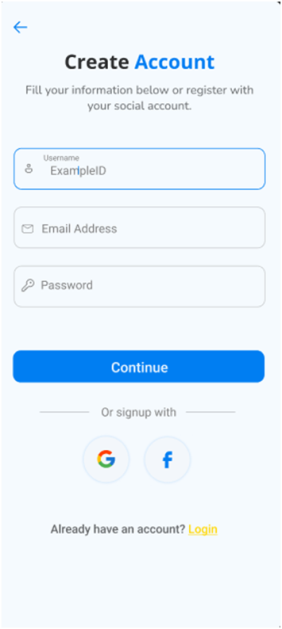 Create Account
Fill your information below or register with
your social account.
Username
ExampleID
Email Address
Password
Continue
Or signup with
Already have an account? Login